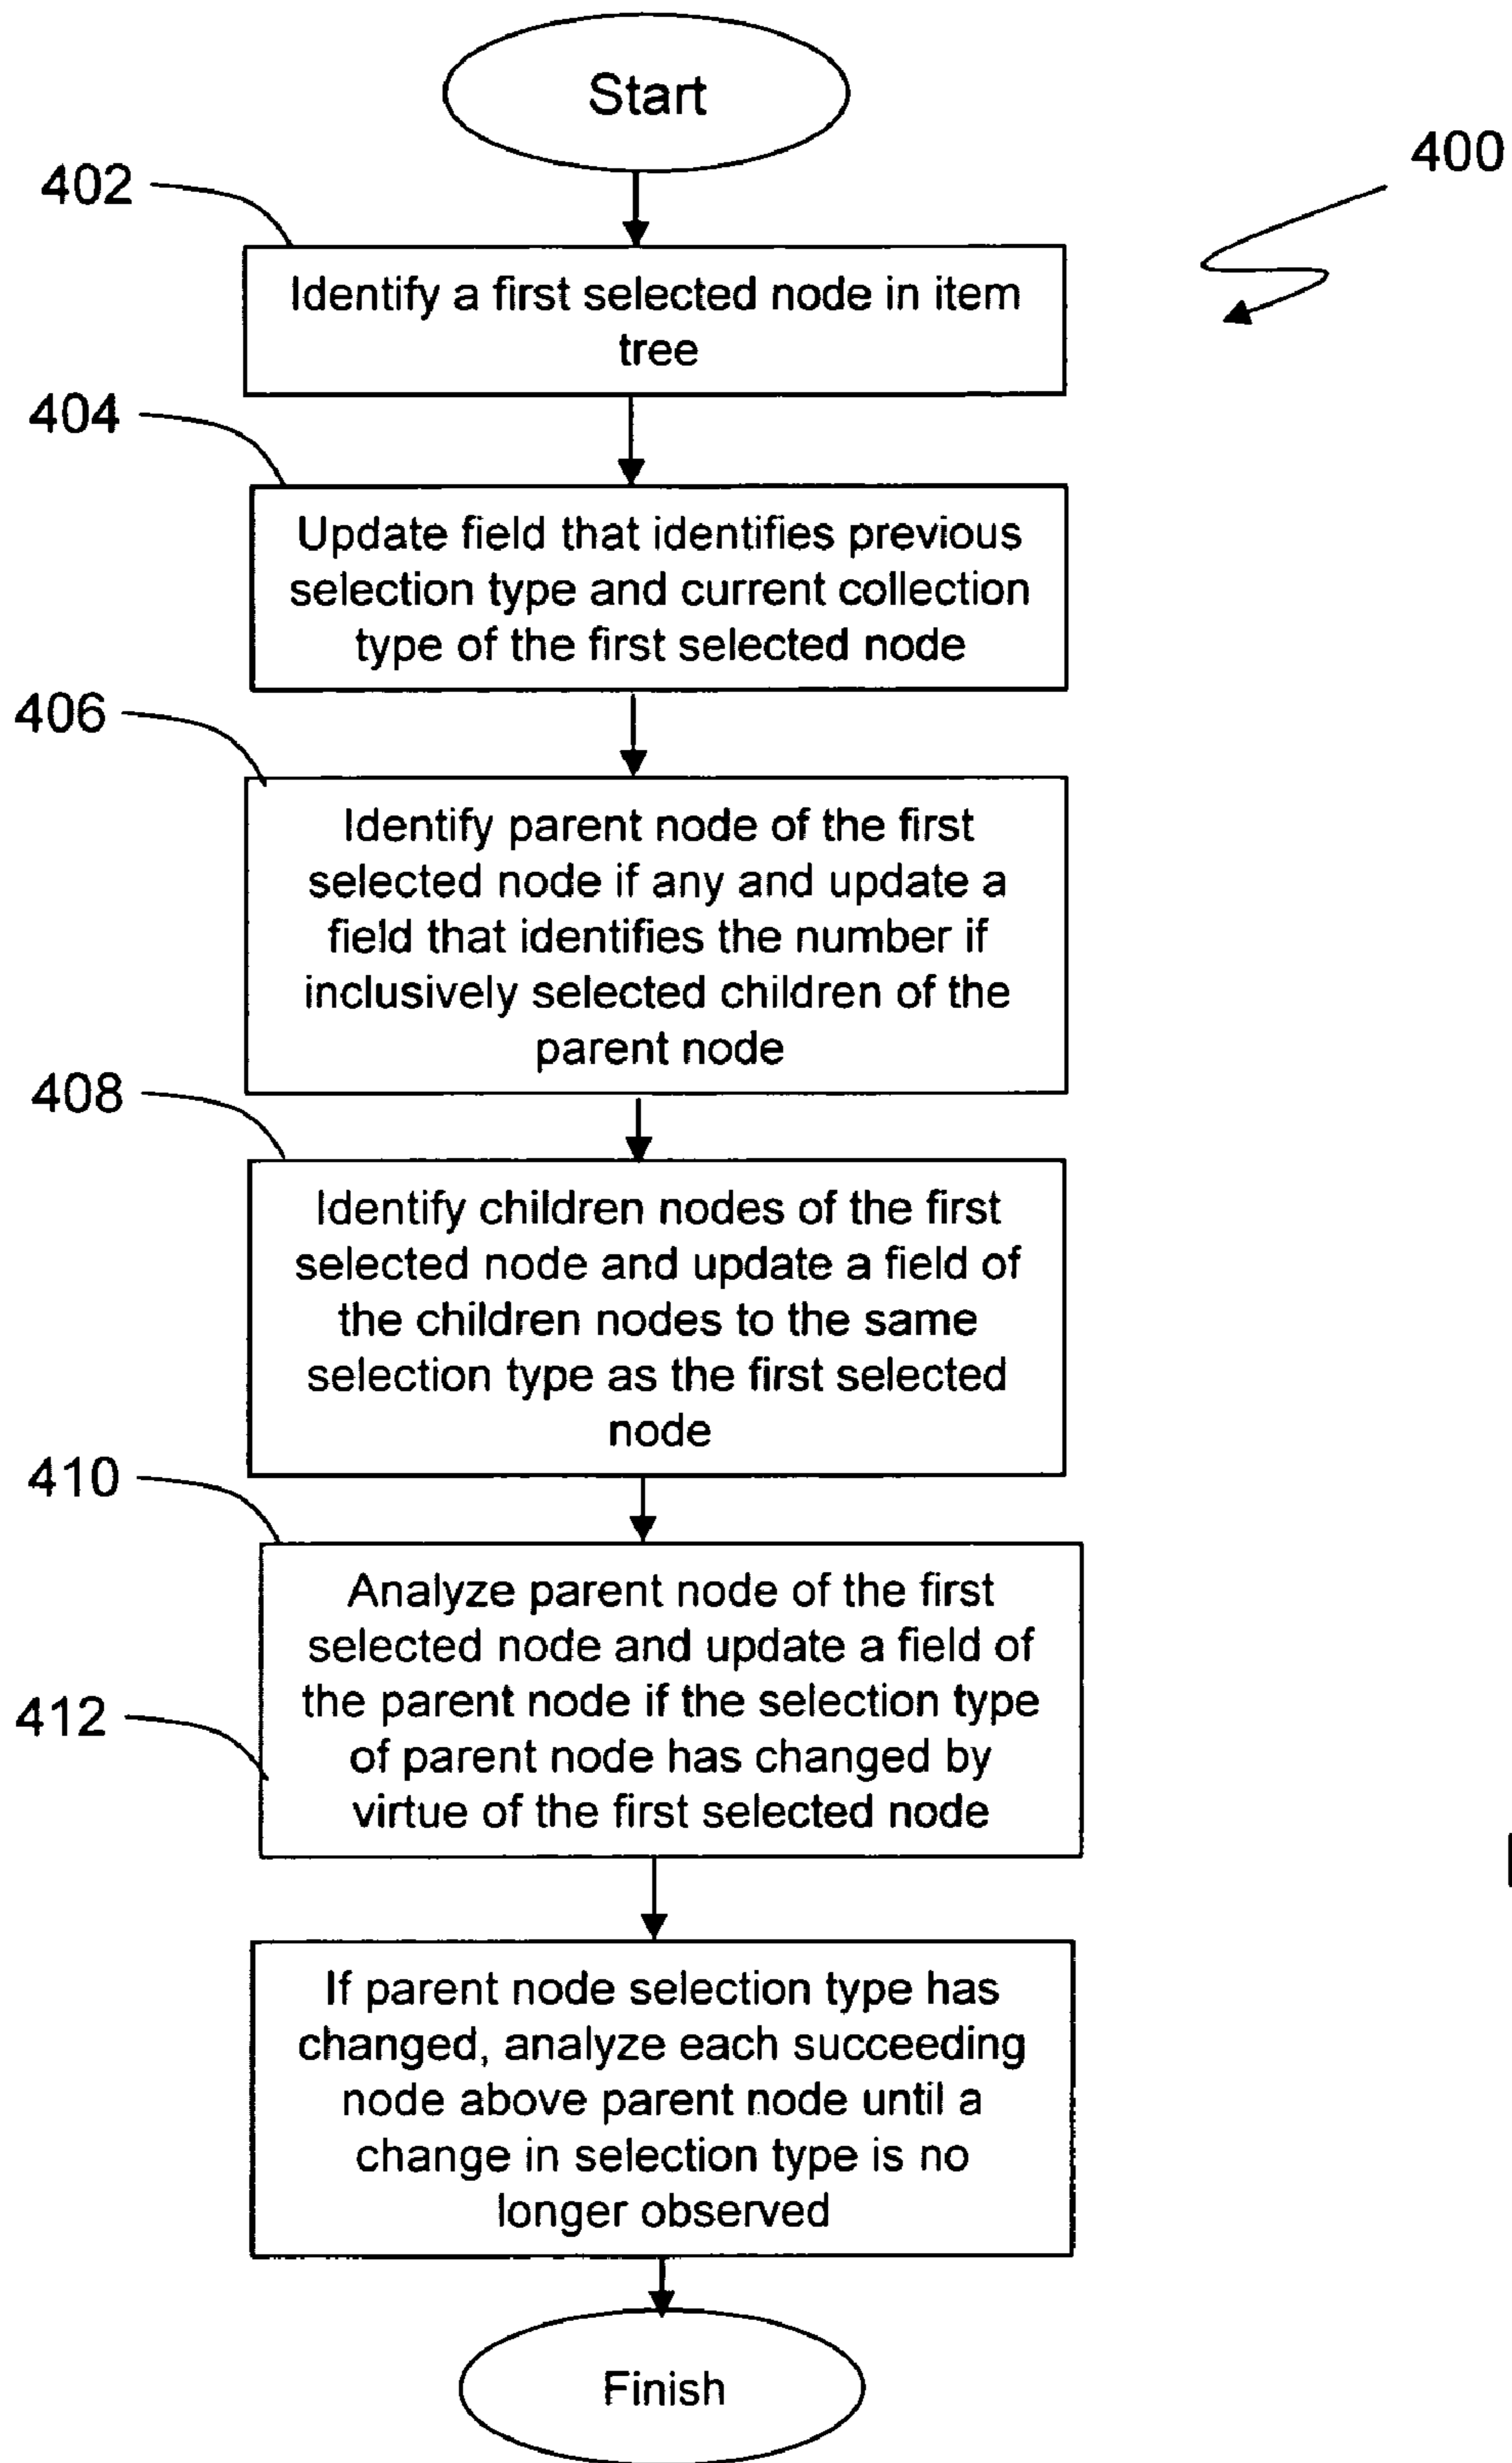 Start
400
402
Identify a first selected node in item
tree
404
Update field that identifies previous
selection type and current collection
type of the first selected node
406
Identify parent node of the first
selected node if any and update a
field that identifies the number if
inclusively selected children of the
parent node
408
Identify children nodes of the first
selected node and update a field of
the children nodes to the same
selection type as the first selected
node
410
Analyze parent node of the first
selected node and update a field of
the parent node if the selection type
of parent node has changed by
virtue of the first selected node
412
If parent node selection type has
changed, analyze each succeeding
node above parent node until a
change in selection type is no
longer observed
Finish